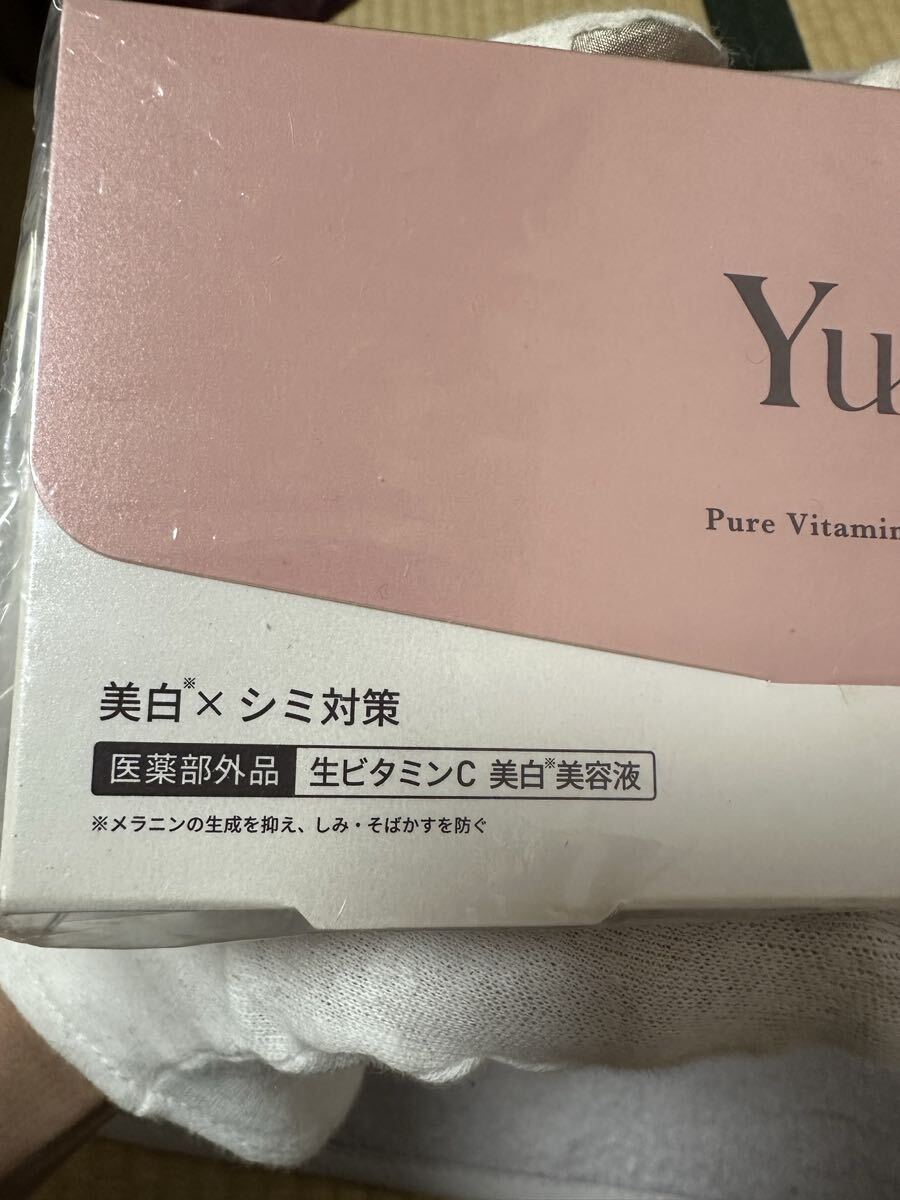 Yu
Pure Vitamin
美白※× シミ対策
医薬部外品 生ビタミンC 美白※美容液
※メラニンの生成を抑え、しみ・そばかすを防ぐ